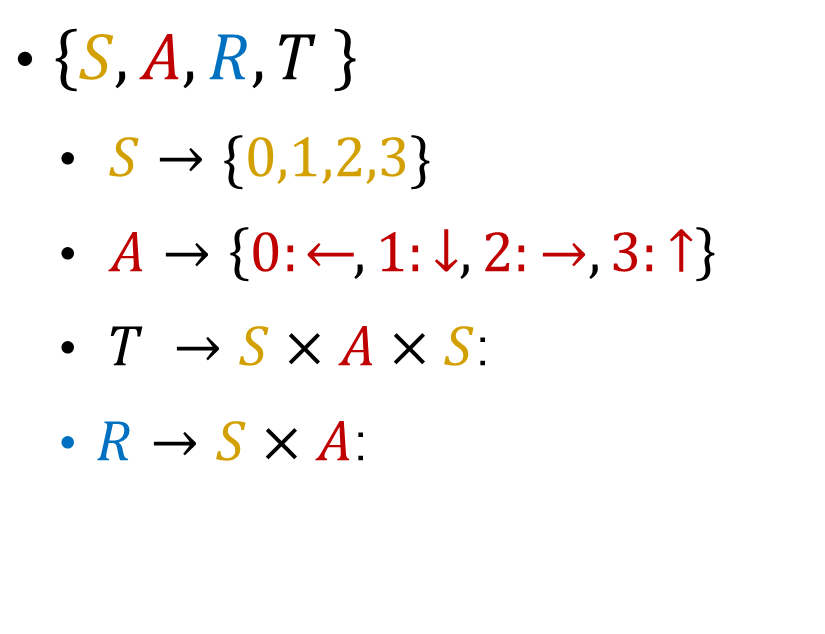 • {S, A, R, T }
• S → {0,1,2,3}
• A → {0: ←, 1: ↓, 2: →, 3: ↑}
• T → S × A × S:
• R → S × A: